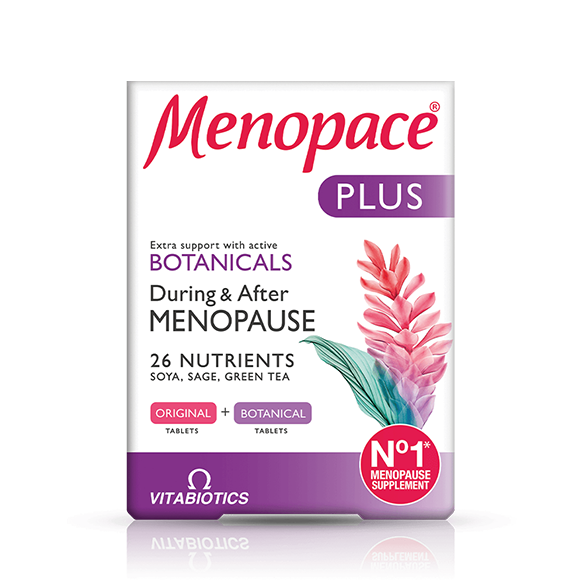 Menopace®
PLUS
Extra support with active
BOTANICALS
During & After
MENOPAUSE
26 NUTRIENTS
SOYA, SAGE, GREEN TEA
ORIGINAL + BOTANICAL
TABLETS TABLETS
Nº1*
MENOPAUSE
SUPPLEMENT
VITABIOTICS